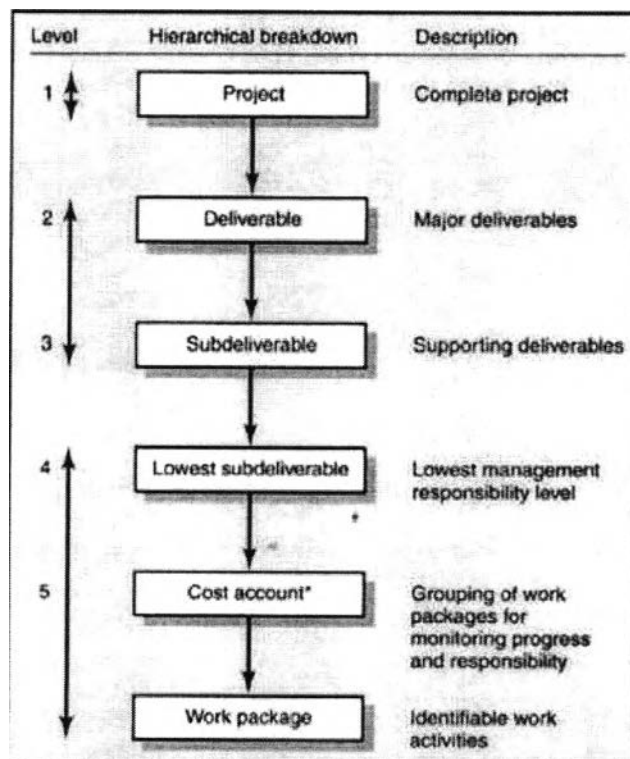 Level Hierarchical breakdown Description
1 Project Complete project
2 Deliverable Major deliverables
3 Subdeliverable Supporting deliverables
4 Lowest subdeliverable Lowest management
responsibility level
5 Cost account* Grouping of work
packages for
monitoring progress
and responsibility
Work package Identifiable work
activities